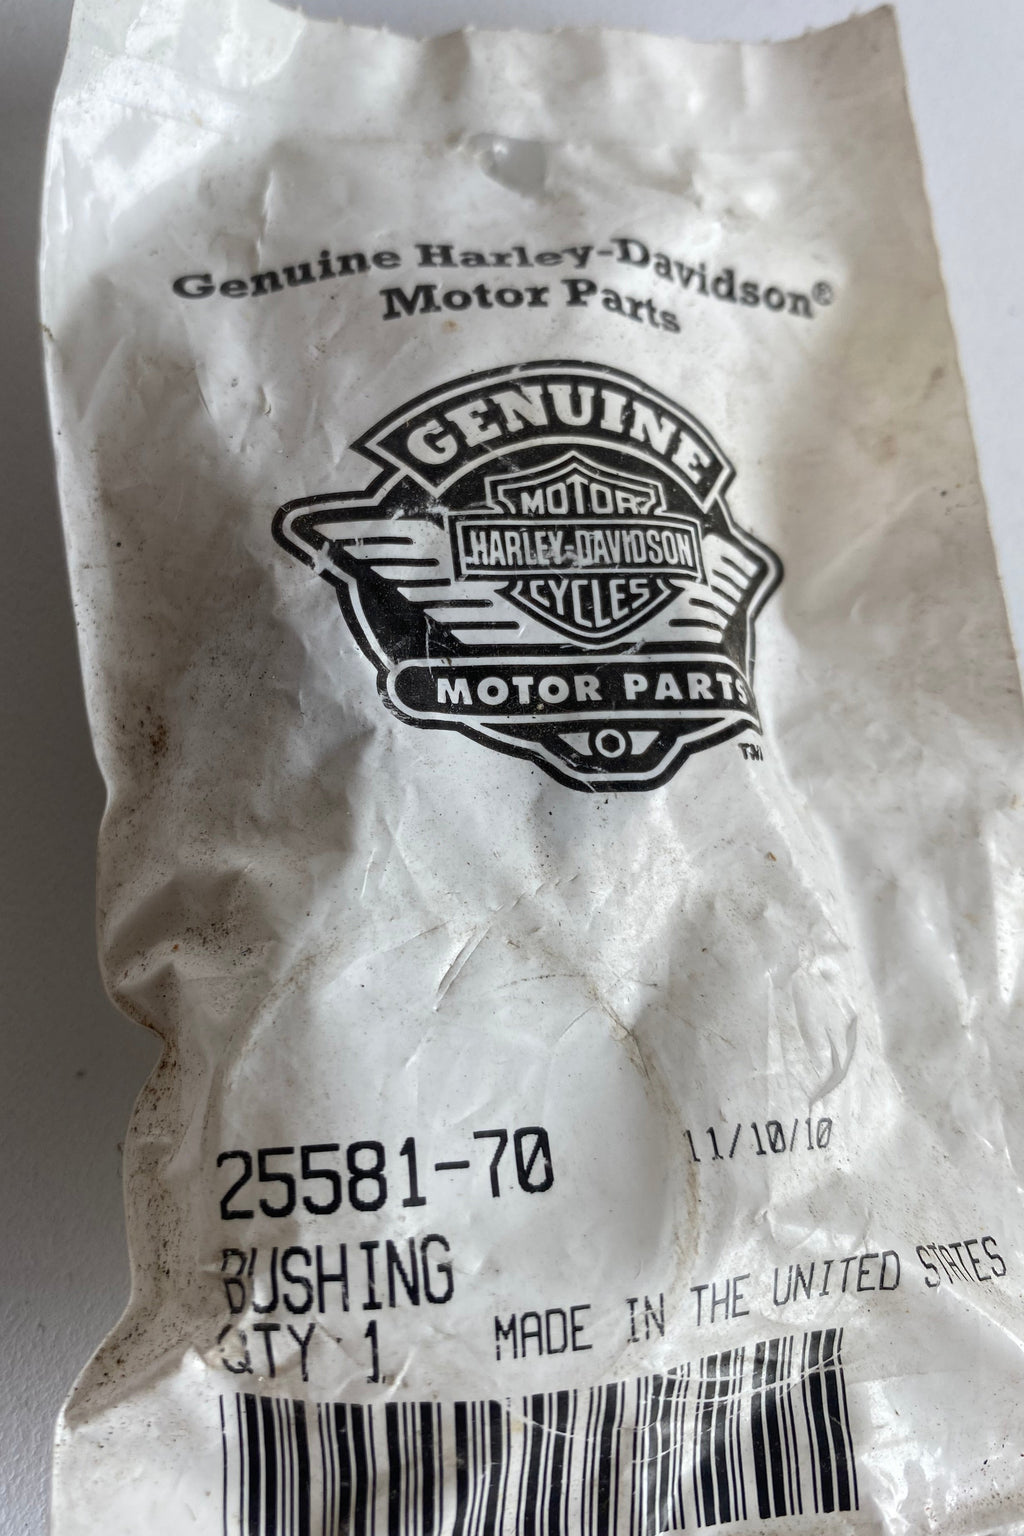 Genuine Harley-Davidson®
Motor Parts
GENUINE
MOTOR
HARLEY-DAVIDSON
CYCLES
MOTOR PARTS
TM
25581-70 11/10/10
BUSHING
QTY 1 MADE IN THE UNITED STATES